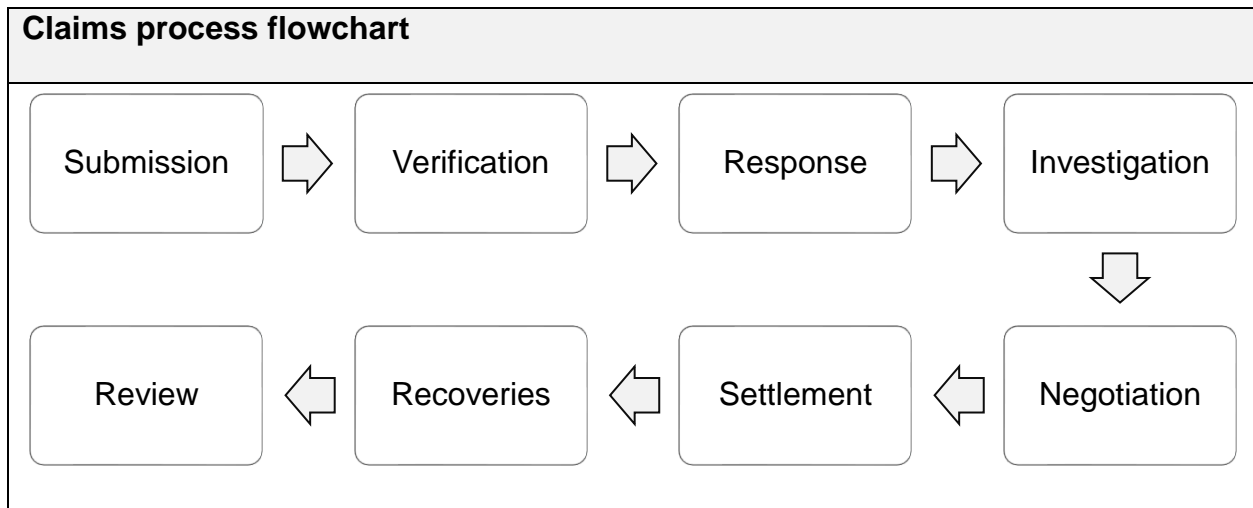 Claims process flowchart
Submission
Verification
Response
Investigation
Negotiation
Settlement
Recoveries
Review